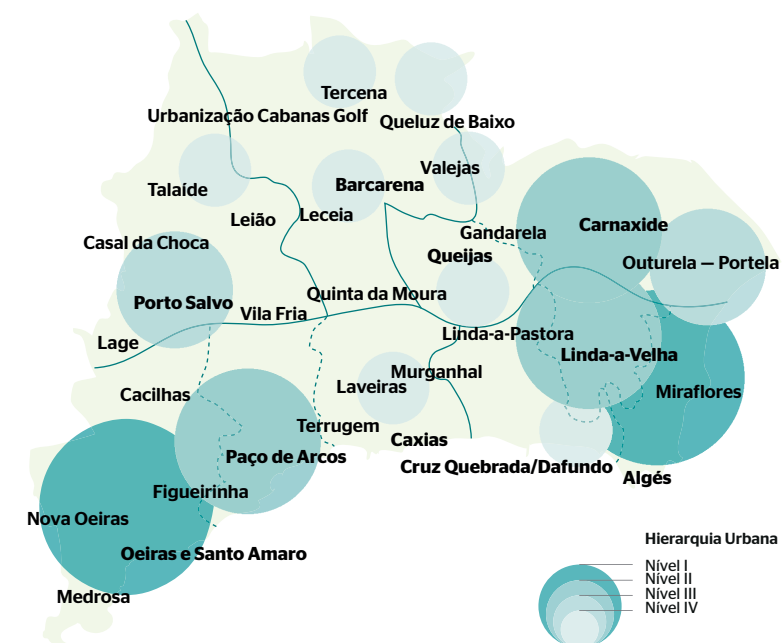 Tercena
Urbanização Cabanas Golf
Queluz de Baixo
Valejas
Talaíde
Barcarena
Leião
Leceia
Carnaxide
Gandarela
Casal da Choca
Queijas
Outurela — Portela
Porto Salvo
Quinta da Moura
Vila Fria
Linda-a-Pastora
Lage
Linda-a-Velha
Murganhal
Laveiras
Miraflores
Cacilhas
Terrugem
Caxias
Paço de Arcos
Cruz Quebrada/Dafundo
Algés
Figueirinha
Nova Oeiras
Oeiras e Santo Amaro
Medrosa
Hierarquia Urbana
Nível I
Nível II
Nível III
Nível IV